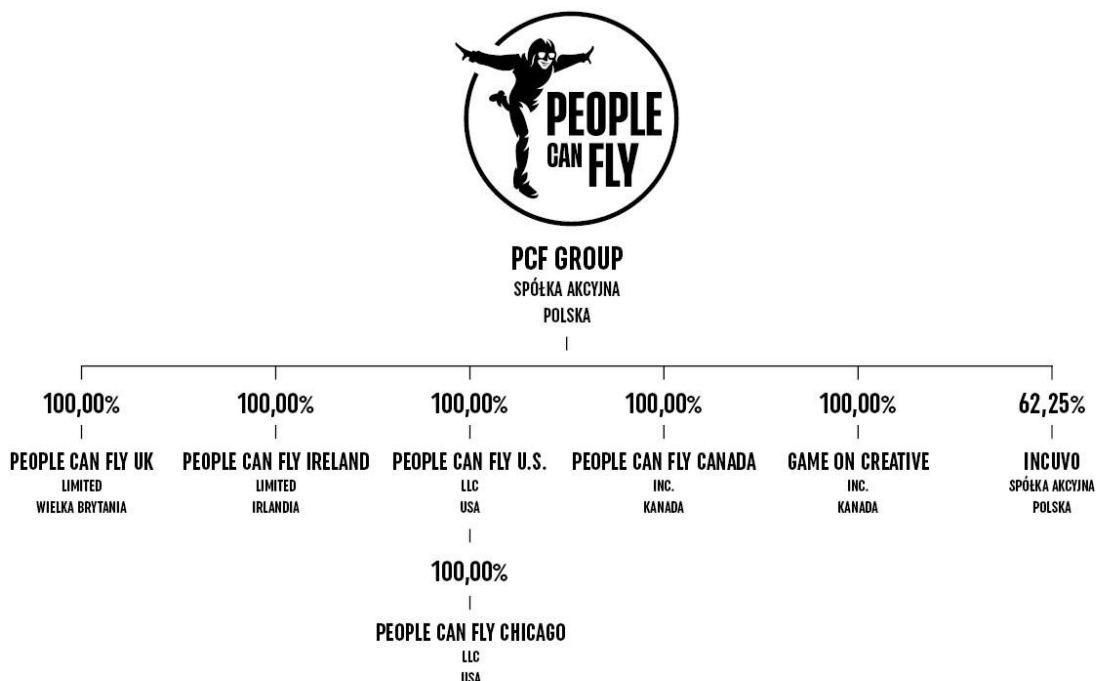 PEOPLE
CAN FLY
PCF GROUP
SPÓŁKA AKCYJNA
POLSKA
100,00%
PEOPLE CAN FLY UK
LIMITED
WIELKA BRYTANIA
100,00%
PEOPLE CAN FLY IRELAND
LIMITED
IRLANDIA
100,00%
PEOPLE CAN FLY U.S.
LLC
USA
100,00%
PEOPLE CAN FLY CHICAGO
LLC
USA
100,00%
PEOPLE CAN FLY CANADA
INC.
KANADA
100,00%
GAME ON CREATIVE
INC.
KANADA
62,25%
INCUVO
SPÓŁKA AKCYJNA
POLSKA